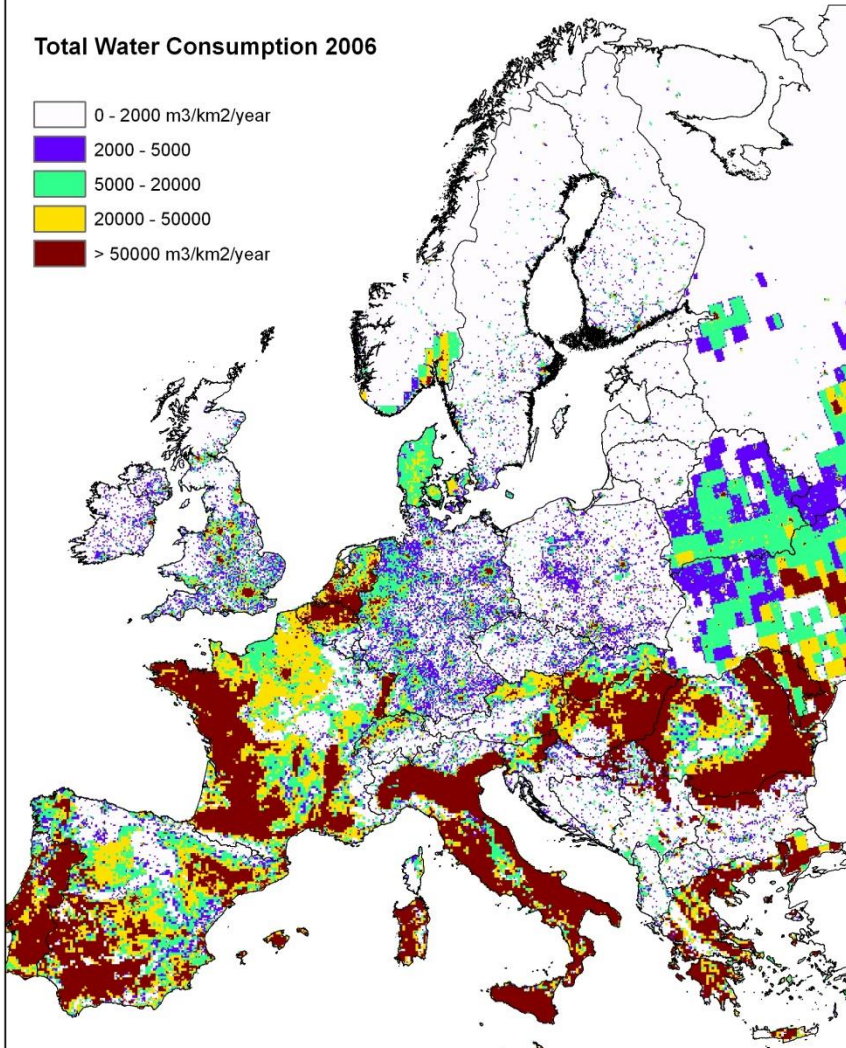 Total Water Consumption 2006
0 - 2000 m3/km2/year
2000 - 5000
5000 - 20000
20000 - 50000
> 50000 m3/km2/year